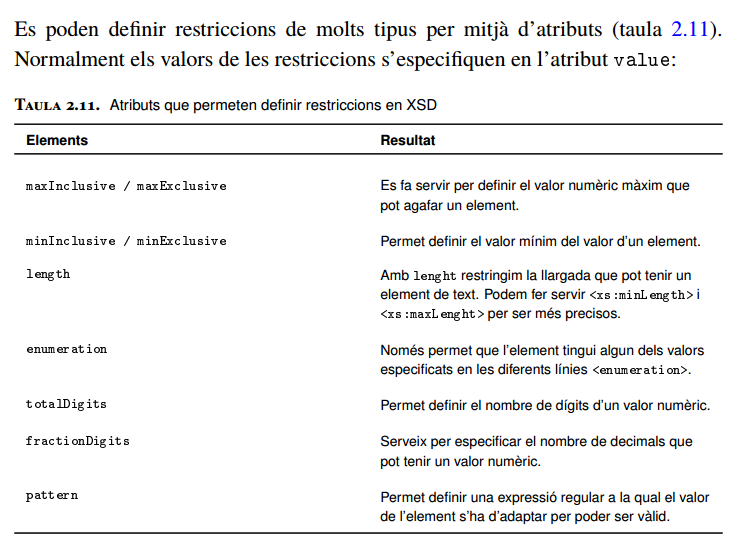 Es poden definir restriccions de molts tipus per mitjà d’atributs (taula 2.11).
Normalment els valors de les restriccions s’especifiquen en l’atribut value:
TAULA 2.11. Atributs que permeten definir restriccions en XSD
Elements Resultat
maxInclusive / maxExclusive Es fa servir per definir el valor numèric màxim que
pot agafar un element.
minInclusive / minExclusive Permet definir el valor mínim del valor d’un element.
length Amb lenght restringim la llargada que pot tenir un
element de text. Podem fer servir <xs:minLength> i
<xs:maxLenght> per ser més precisos.
enumeration Només permet que l’element tingui algun dels valors
especificats en les diferents línies <enumeration>.
totalDigits Permet definir el nombre de dígits d’un valor numèric.
fractionDigits Serveix per especificar el nombre de decimals que
pot tenir un valor numèric.
pattern Permet definir una expressió regular a la qual el valor
de l’element s’ha d’adaptar per poder ser vàlid.